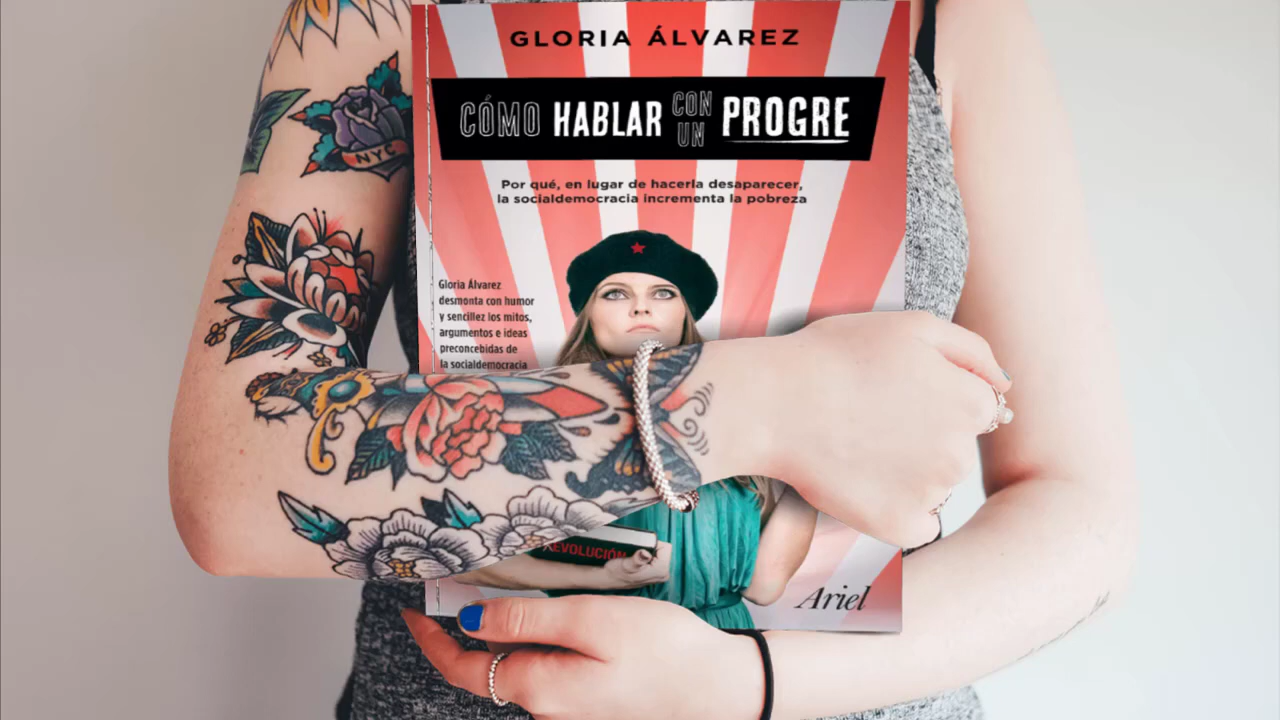 GLORIA ÁLVAREZ
CÓMO HABLAR CON UN PROGRE
Por qué, en lugar de hacerla desaparecer,
la socialdemocracia incrementa la pobreza
Gloria Álvarez
desmonta con humor
y sencillez los mitos,
argumentos e ideas
preconcebidas de
la socialdemocracia
NYC
REVOLUCIÓN
Ariel